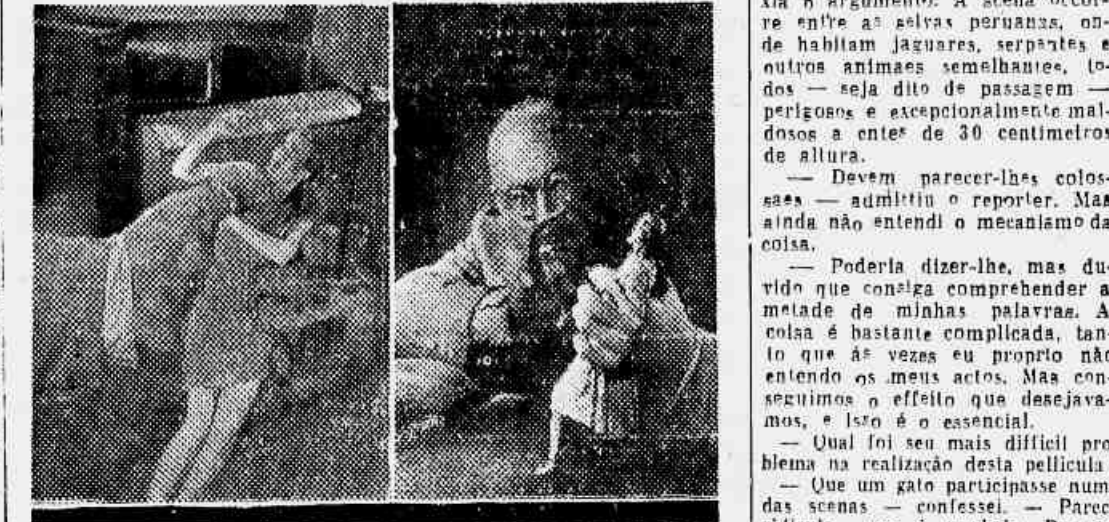 xia o argumento). A scena occor-
re entre as selvas peruanas, on-
de habitam jaguares, serpentes e
outros animaes semelhantes, to-
dos — seja dito de passagem —
perigosos e excepcionalmente mal-
dosos a entes de 30 centimetros
de altura.
— Devem parecer-lhes colos-
saes — admittiu o reporter. Mas
ainda não entendi o mecanismo da
coisa.
— Poderia dizer-lhe, mas du-
vido que consiga comprehender a
metade de minhas palavras. A
coisa é bastante complicada, tan-
to que ás vezes eu proprio não
entendo os meus actos. Mas con-
seguimos o effeito que desejava-
mos, e isso é o essencial.
— Qual foi seu mais difficil pro
blema na realização desta pellicula
— Que um gato participasse num
das scenas — confessei. — Parec